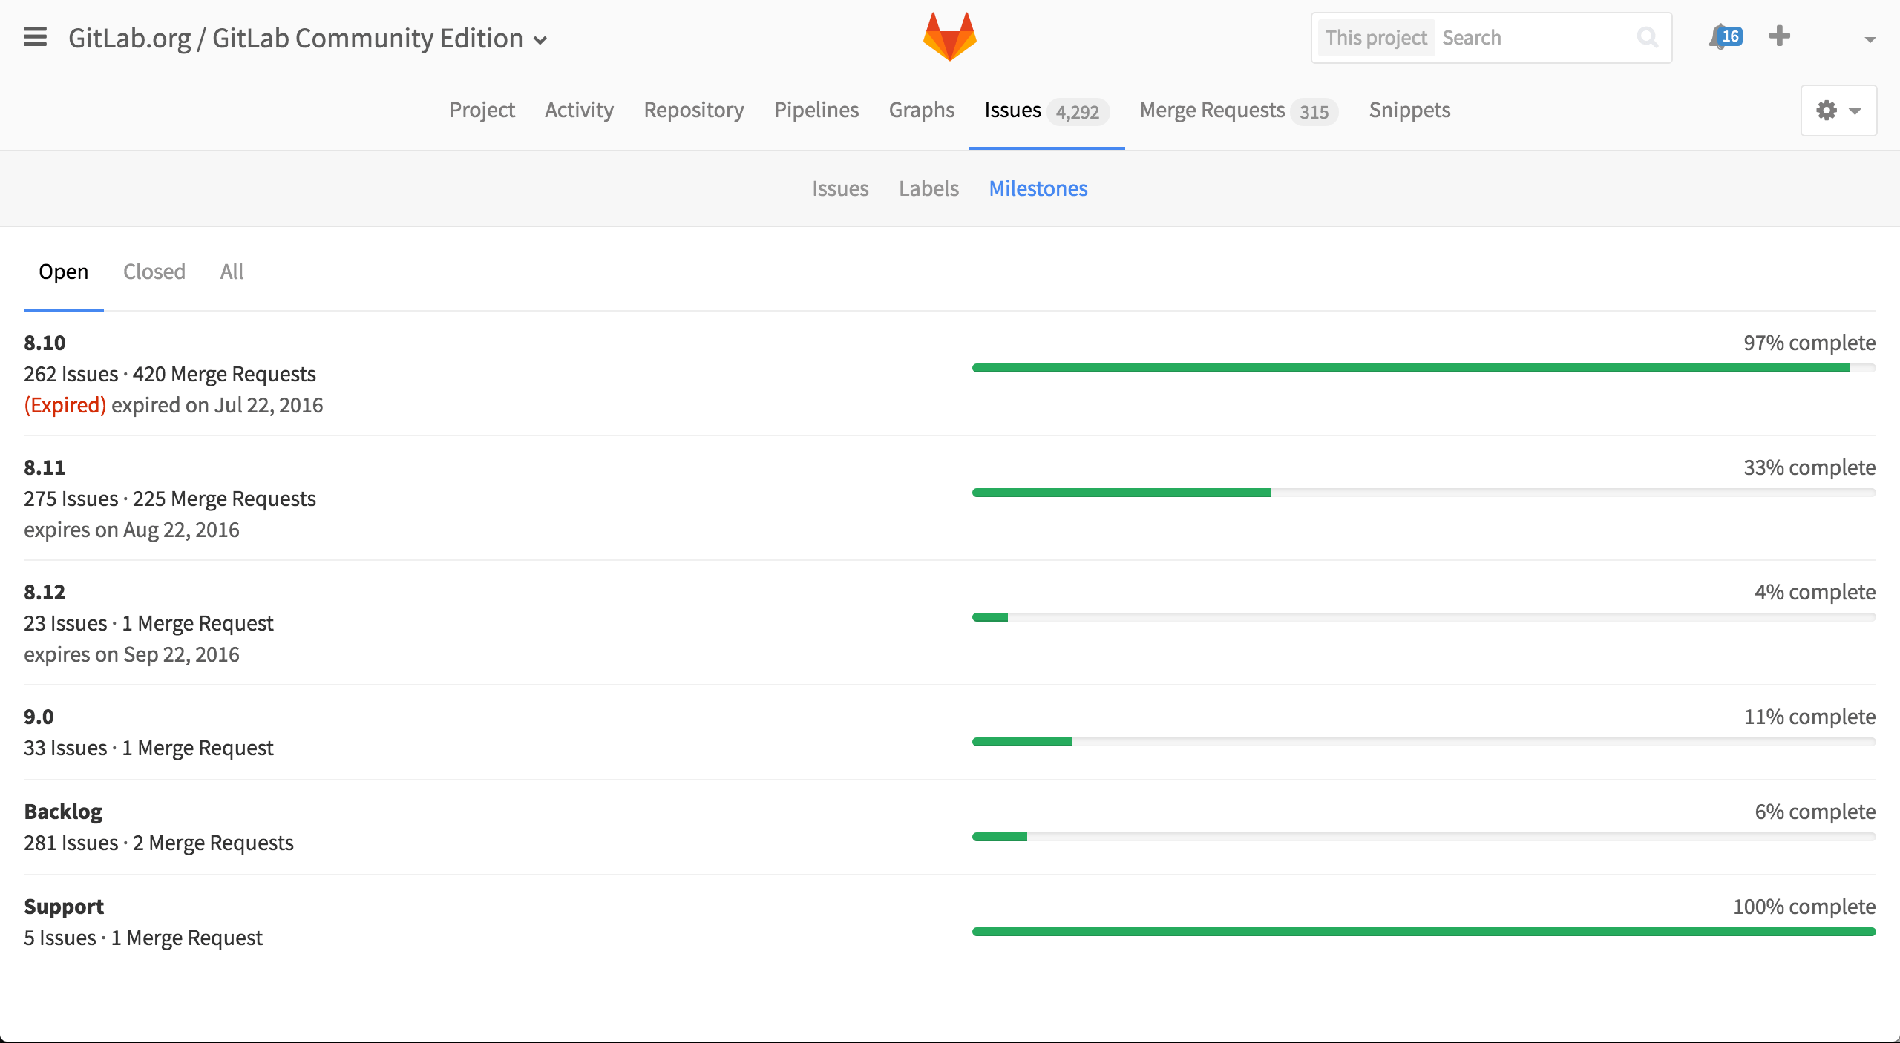 GitLab.org / GitLab Community Edition
This project Search
16
Project Activity Repository Pipelines Graphs Issues 4,292 Merge Requests 315 Snippets
Issues Labels Milestones
Open Closed All
8.10
97% complete
262 Issues · 420 Merge Requests
(Expired) expired on Jul 22, 2016
8.11
33% complete
275 Issues · 225 Merge Requests
expires on Aug 22, 2016
8.12
4% complete
23 Issues · 1 Merge Request
expires on Sep 22, 2016
9.0
11% complete
33 Issues · 1 Merge Request
Backlog
6% complete
281 Issues · 2 Merge Requests
Support
100% complete
5 Issues · 1 Merge Request